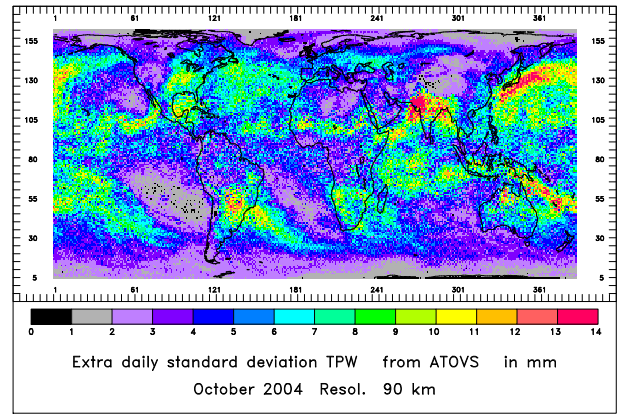 1 61 121 181 241 301 361
155 155
130 130
105 105
80 80
55 55
30 30
5 5
1 61 121 181 241 301 361
0 1 2 3 4 5 6 7 8 9 10 11 12 13 14
Extra daily standard deviation TPW from ATOVS in mm
October 2004 Resol. 90 km